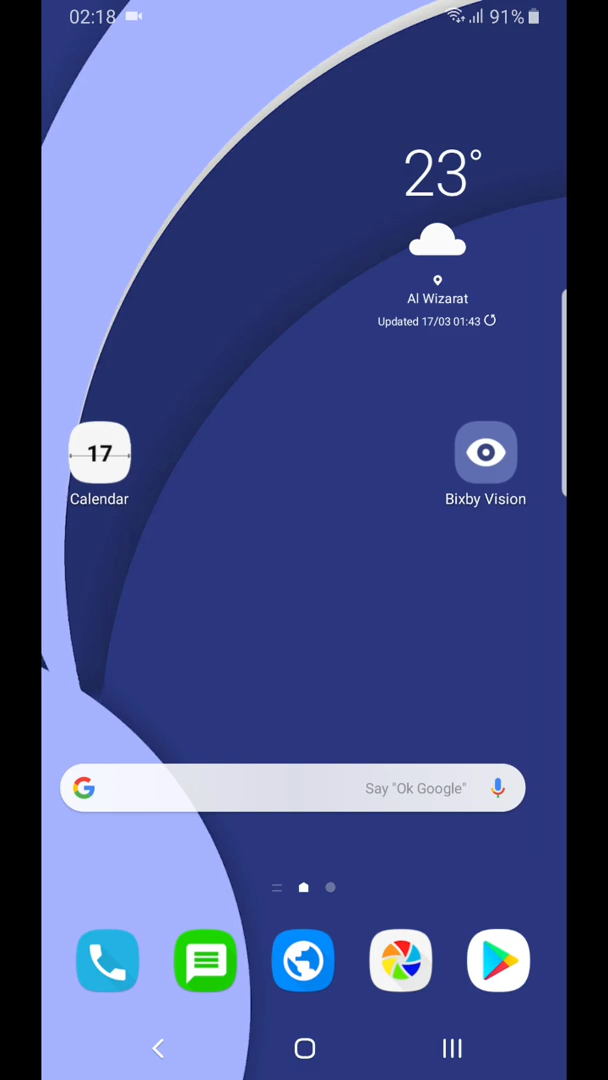 02:18
91%
23°
Al Wizarat
Updated 17/03 01:43
17
Calendar
Bixby Vision
Say "Ok Google"